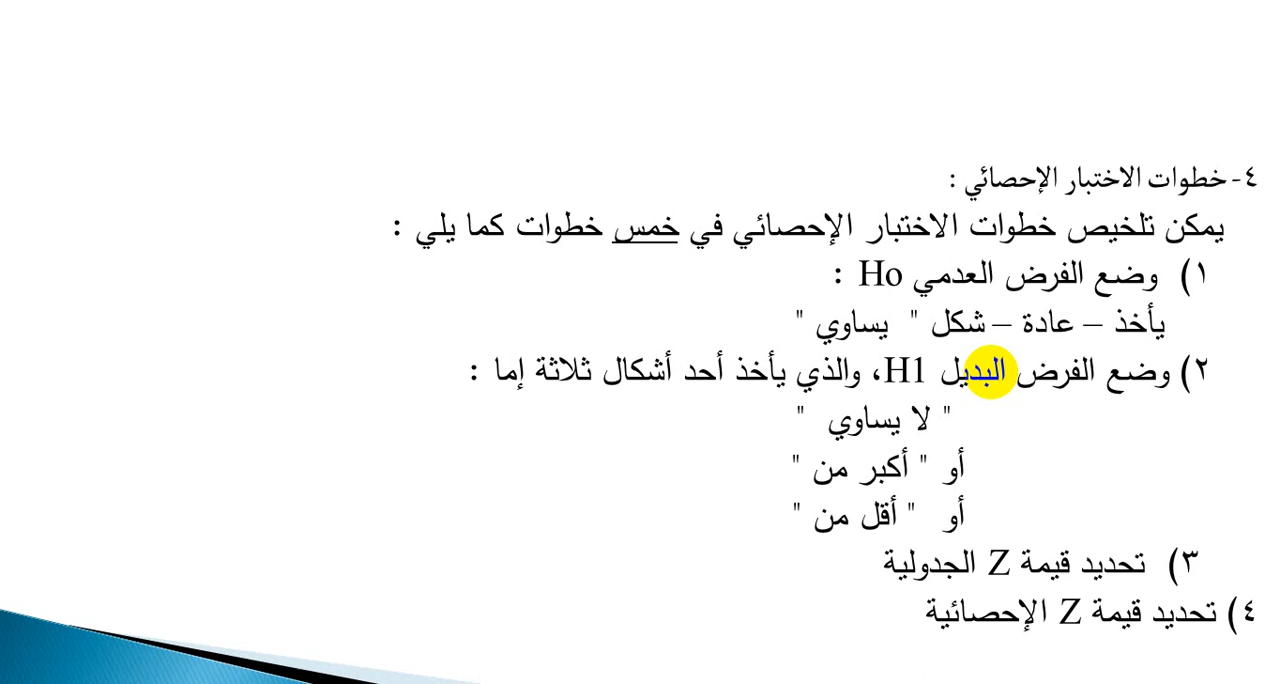 ٤- خطوات الاختبار الإحصائي :
يمكن تلخيص خطوات الاختبار الإحصائي في خمس خطوات كما يلي :
١) وضع الفرض العدمي Ho :
يأخذ – عادة – شكل " يساوي "
٢) وضع الفرض البديل H1، والذي يأخذ أحد أشكال ثلاثة إما :
" لا يساوي "
أو " أكبر من "
أو " أقل من "
٣) تحديد قيمة Z الجدولية
٤) تحديد قيمة Z الإحصائية